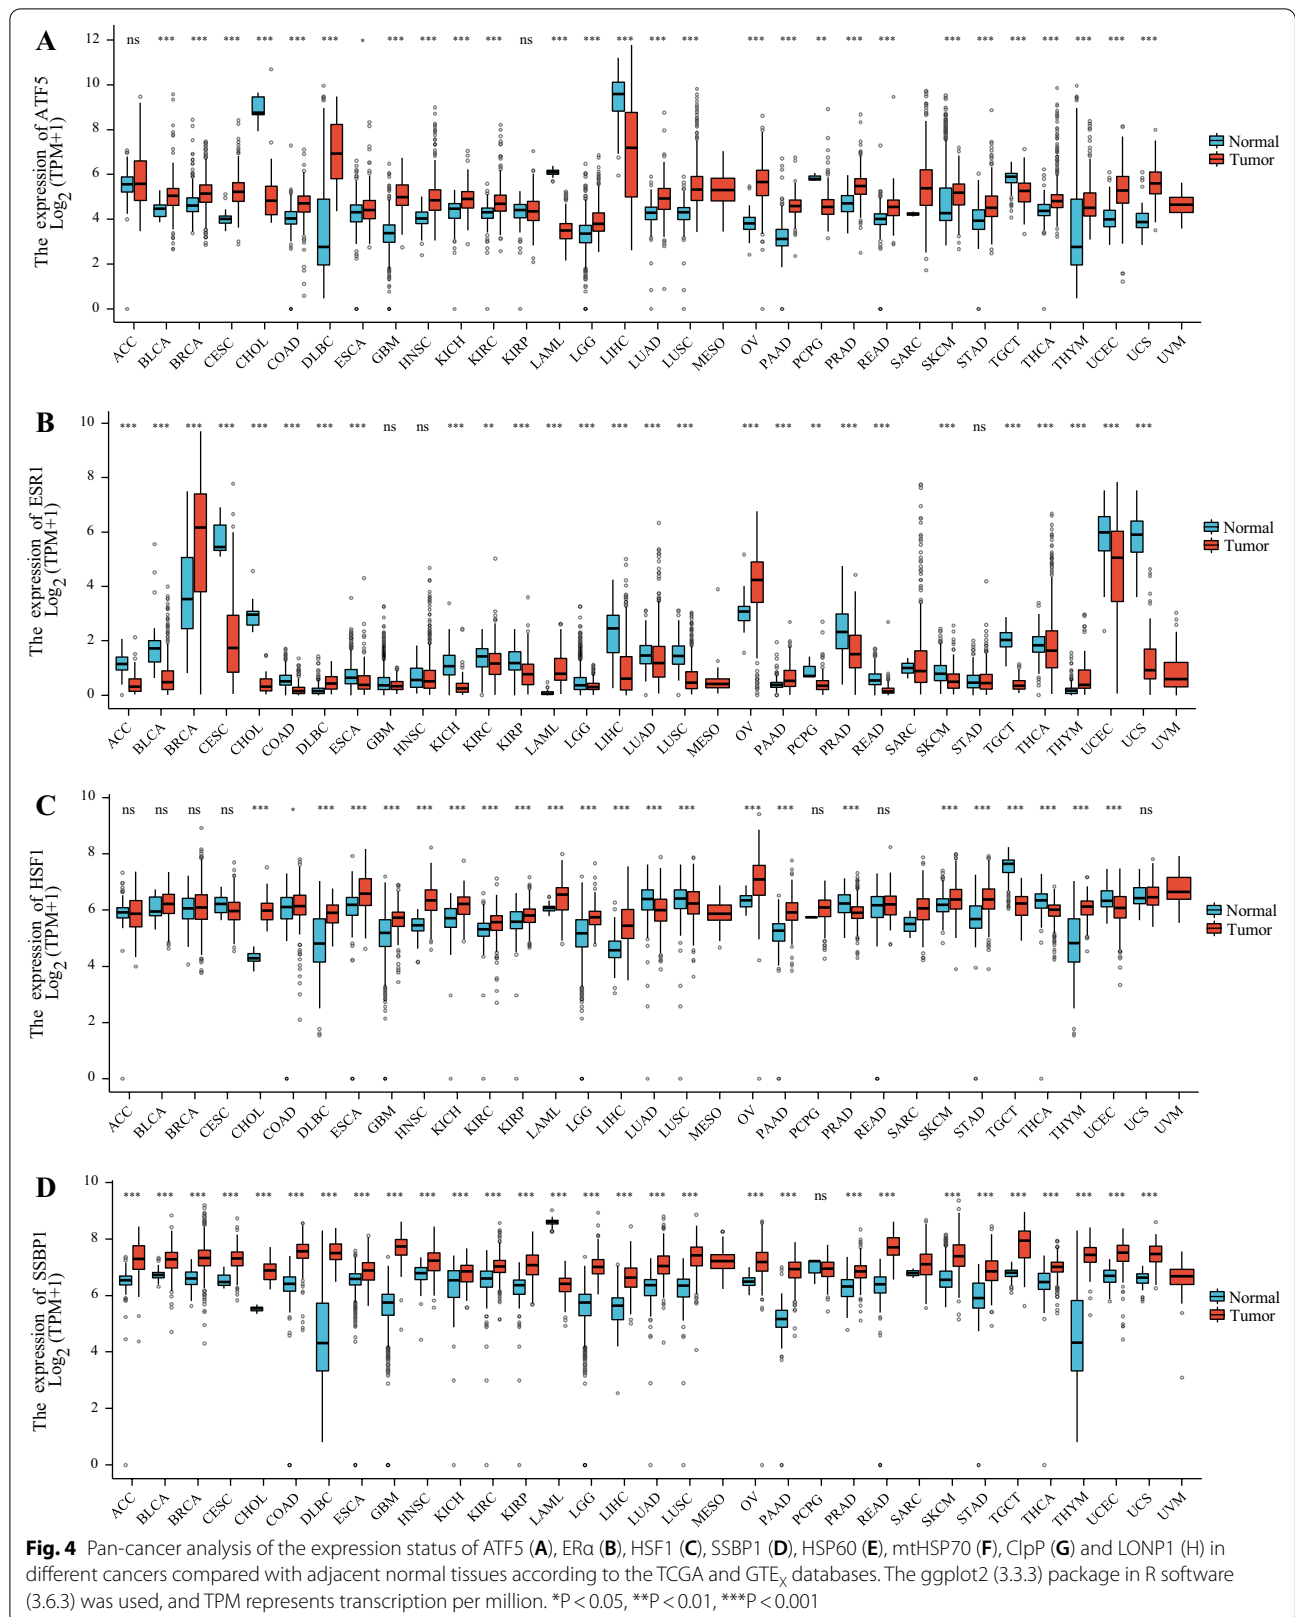 A
The expression of ATF5
Log2 (TPM+1)
12
10
8
6
4
2
0
ns *** *** *** *** *** *** * *** *** *** *** ns *** *** *** *** *** *** *** ** *** *** *** *** *** *** *** *** ***
Normal
Tumor
ACC BLCA BRCA CESC CHOL COAD DLBC ESCA GBM HNSC KICH KIRC KIRP LAML LGG LIHC LUAD LUSC MESO OV PAAD PCPG PRAD READ SARC SKCM STAD TGCT THCA THYM UCEC UCS UVM
B
The expression of ESR1
Log2 (TPM+1)
10
8
6
4
2
0
*** *** *** *** *** *** *** *** ns ns *** ** *** *** *** *** *** *** *** *** ** *** *** *** ns *** *** *** *** ***
Normal
Tumor
ACC BLCA BRCA CESC CHOL COAD DLBC ESCA GBM HNSC KICH KIRC KIRP LAML LGG LIHC LUAD LUSC MESO OV PAAD PCPG PRAD READ SARC SKCM STAD TGCT THCA THYM UCEC UCS UVM
C
The expression of HSF1
Log2 (TPM+1)
10
8
6
4
2
0
ns ns ns ns *** * *** *** *** *** *** *** *** *** *** *** *** *** *** *** ns *** ns *** *** *** *** *** *** ns
Normal
Tumor
ACC BLCA BRCA CESC CHOL COAD DLBC ESCA GBM HNSC KICH KIRC KIRP LAML LGG LIHC LUAD LUSC MESO OV PAAD PCPG PRAD READ SARC SKCM STAD TGCT THCA THYM UCEC UCS UVM
D
The expression of SSBP1
Log2 (TPM+1)
10
8
6
4
2
0
*** *** *** *** *** *** *** *** *** *** *** *** *** *** *** *** *** *** *** *** ns *** *** *** *** *** *** *** *** ***
Normal
Tumor
ACC BLCA BRCA CESC CHOL COAD DLBC ESCA GBM HNSC KICH KIRC KIRP LAML LGG LIHC LUAD LUSC MESO OV PAAD PCPG PRAD READ SARC SKCM STAD TGCT THCA THYM UCEC UCS UVM
Fig. 4 Pan-cancer analysis of the expression status of ATF5 (A), ERα (B), HSF1 (C), SSBP1 (D), HSP60 (E), mtHSP70 (F), ClpP (G) and LONP1 (H) in
different cancers compared with adjacent normal tissues according to the TCGA and GTEX databases. The ggplot2 (3.3.3) package in R software
(3.6.3) was used, and TPM represents transcription per million. *P < 0.05, **P < 0.01, ***P < 0.001